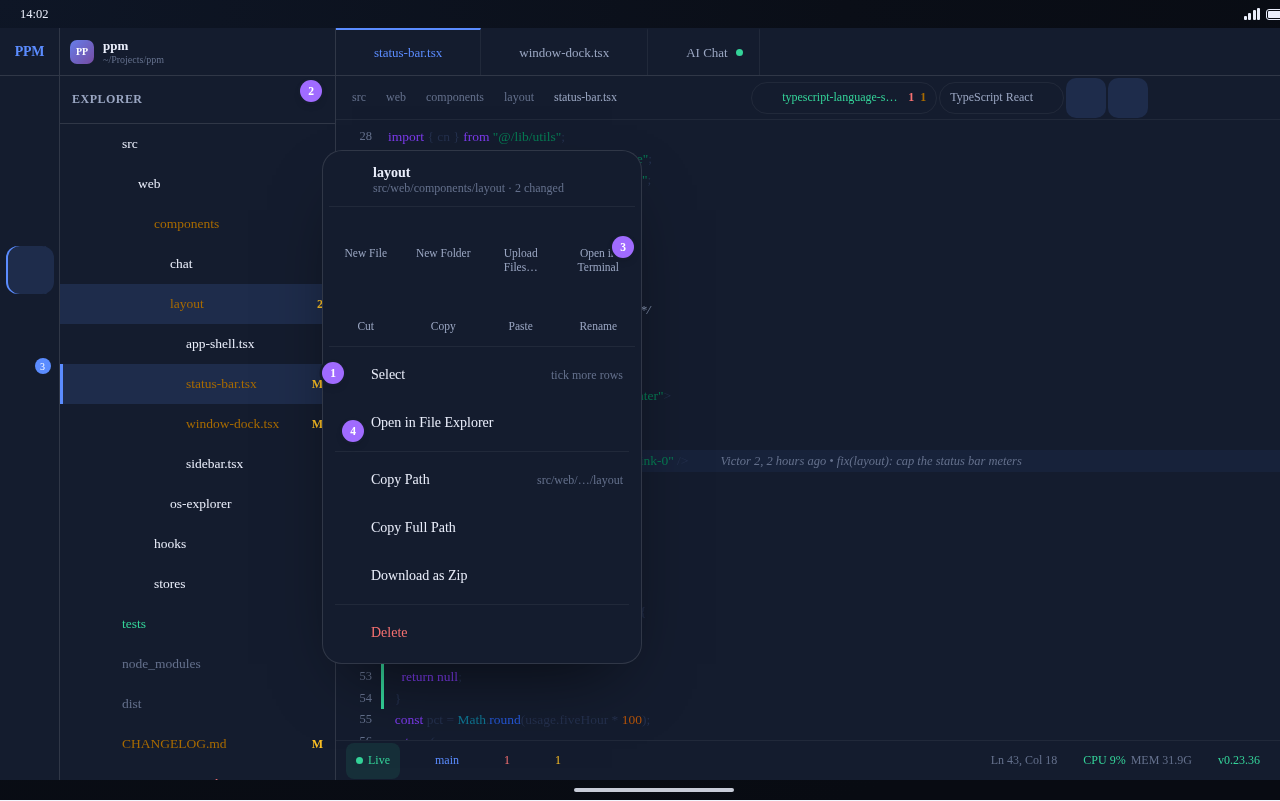 14:02
PPM
PP
ppm
~/Projects/ppm
status-bar.tsx
window-dock.tsx
AI Chat
EXPLORER
2
src
web
components
layout
status-bar.tsx
typescript-language-s… 1 1
TypeScript React
src
web
components
chat
layout
2
app-shell.tsx
status-bar.tsx
M
window-dock.tsx
M
sidebar.tsx
os-explorer
hooks
stores
tests
node_modules
dist
CHANGELOG.md
M
3
28 import { cn } from "@/lib/utils";
layout
src/web/components/layout · 2 changed
New File
New Folder
Upload Files…
Open
Terminal
3
Cut
Copy
Paste
Rename
1
Select
tick more rows
4
Open in File Explorer
Copy Path
src/web/…/layout
Copy Full Path
Download as Zip
Delete
*/
Victor 2, 2 hours ago • fix(layout): cap the status bar meters
53 return null
54 }
55 const pct = Math.round(usage.fiveHour * 100);
Live
main
1
1
Ln 43, Col 18
CPU 9% MEM 31.9G
v0.23.36